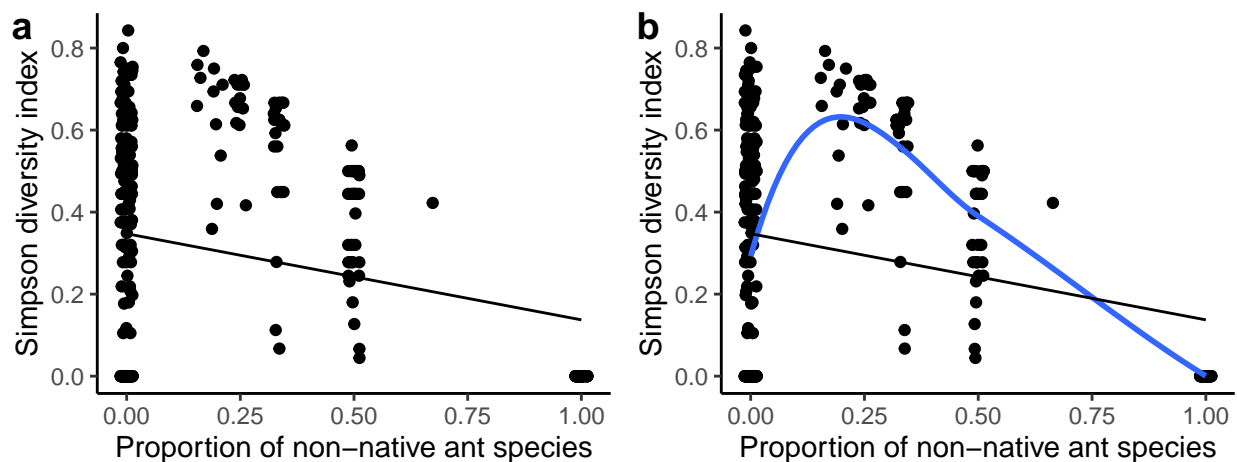 a
Simpson diversity index
0.8
0.6
0.4
0.2
0.0
0.00 0.25 0.50 0.75 1.00
Proportion of non−native ant species
b
Simpson diversity index
0.8
0.6
0.4
0.2
0.0
0.00 0.25 0.50 0.75 1.00
Proportion of non−native ant species